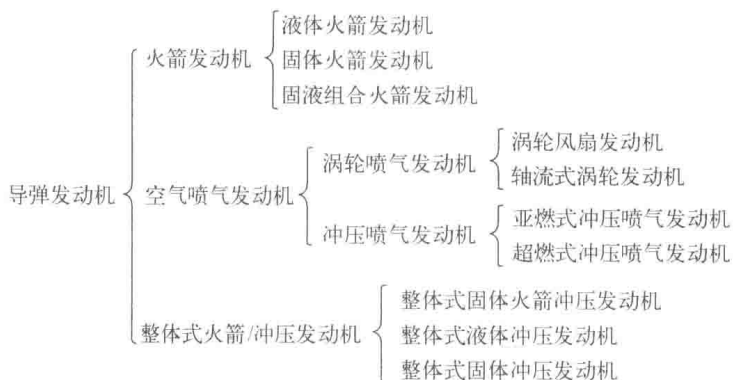 液体火箭发动机
火箭发动机
固体火箭发动机
固液组合火箭发动机
涡轮风扇发动机
涡轮喷气发动机
轴流式涡轮发动机
导弹发动机
空气喷气发动机
亚燃式冲压喷气发动机
冲压喷气发动机
超燃式冲压喷气发动机
整体式固体火箭冲压发动机
整体式火箭/冲压发动机
整体式液体冲压发动机
整体式固体冲压发动机